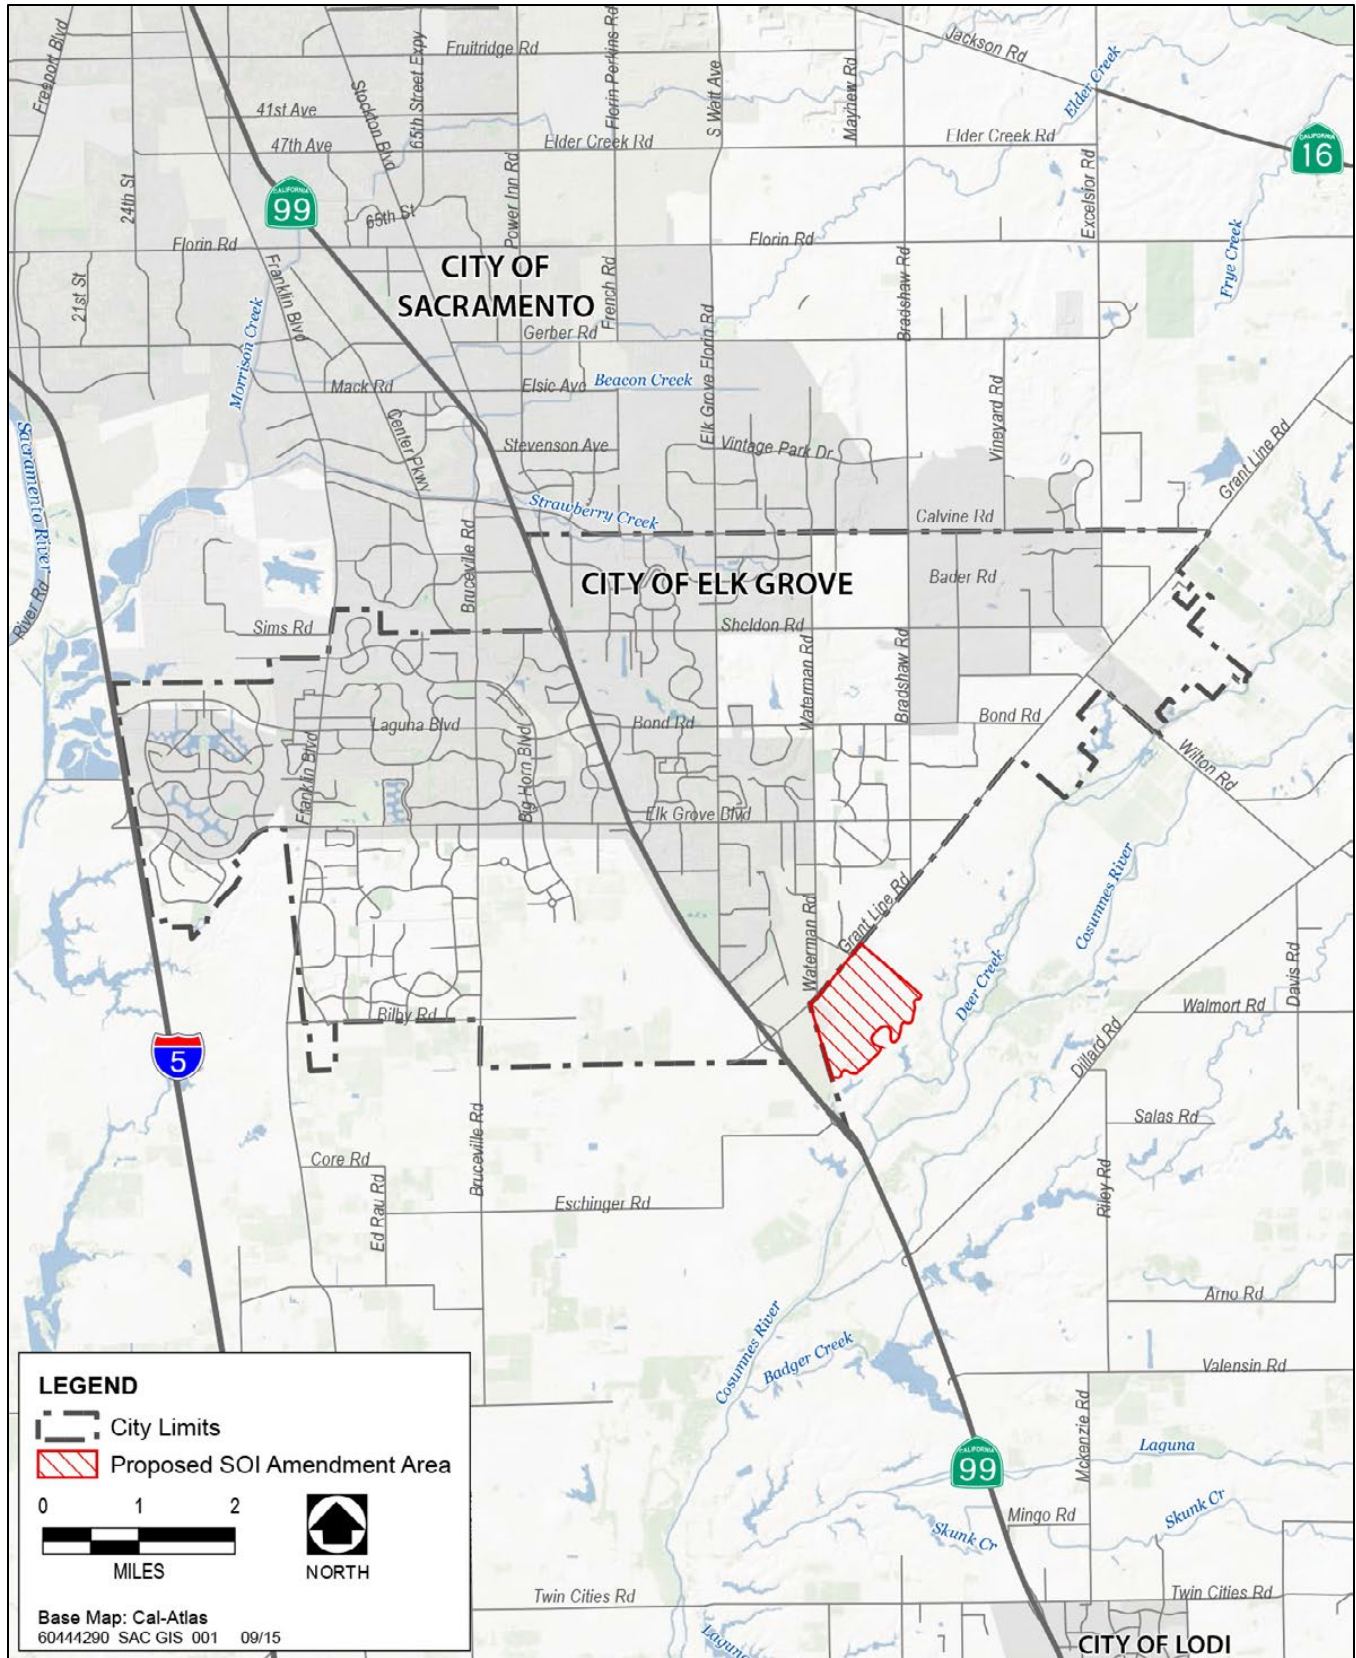 Freeport Blvd
Fruitridge Rd
65th Street Expy
Florin Perkins Rd
S Watt Ave
Mayhew Rd
Jackson Rd
Elder Creek
Stockton Blvd
41st Ave
47th Ave
Elder Creek Rd
Elder Creek Rd
CALIFORNIA
16
24th St
CALIFORNIA
99
65th St
Power Inn Rd
Excelsior Rd
Florin Rd
Florin Rd
Frye Creek
21st St
Franklin Blvd
CITY OF
SACRAMENTO
French Rd
Bradshaw Rd
Morrison Creek
Gerber Rd
Elk Grove Florin Rd
Mack Rd
Elsie Ave
Beacon Creek
Vineyard Rd
Center Pkwy
Stevenson Ave
Vintage Park Dr
Grant Line Rd
Sacramento River
Strawberry Creek
Calvine Rd
River Rd
Bruceville Rd
CITY OF ELK GROVE
Bader Rd
Sims Rd
Sheldon Rd
Waterman Rd
Bradshaw Rd
Laguna Blvd
Bond Rd
Bond Rd
Franklin Blvd
Big Horn Blvd
Wilton Rd
Elk Grove Blvd
Waterman Rd
Grant Line Rd
Cosumnes River
Deer Creek
Davis Rd
Bilby Rd
Walmort Rd
5
Dillard Rd
Bruceville Rd
Salas Rd
Core Rd
Ed Rau Rd
Eschinger Rd
Riley Rd
Arno Rd
Cosumnes River
Badger Creek
Valensin Rd
Mckenzie Rd
CALIFORNIA
99
Laguna
Mingo Rd
Skunk Cr
Skunk Cr
Twin Cities Rd
Twin Cities Rd
Laguna
CITY OF LODI
LEGEND
City Limits
Proposed SOI Amendment Area
0 1 2
MILES
NORTH
Base Map: Cal-Atlas
60444290 SAC GIS 001 09/15